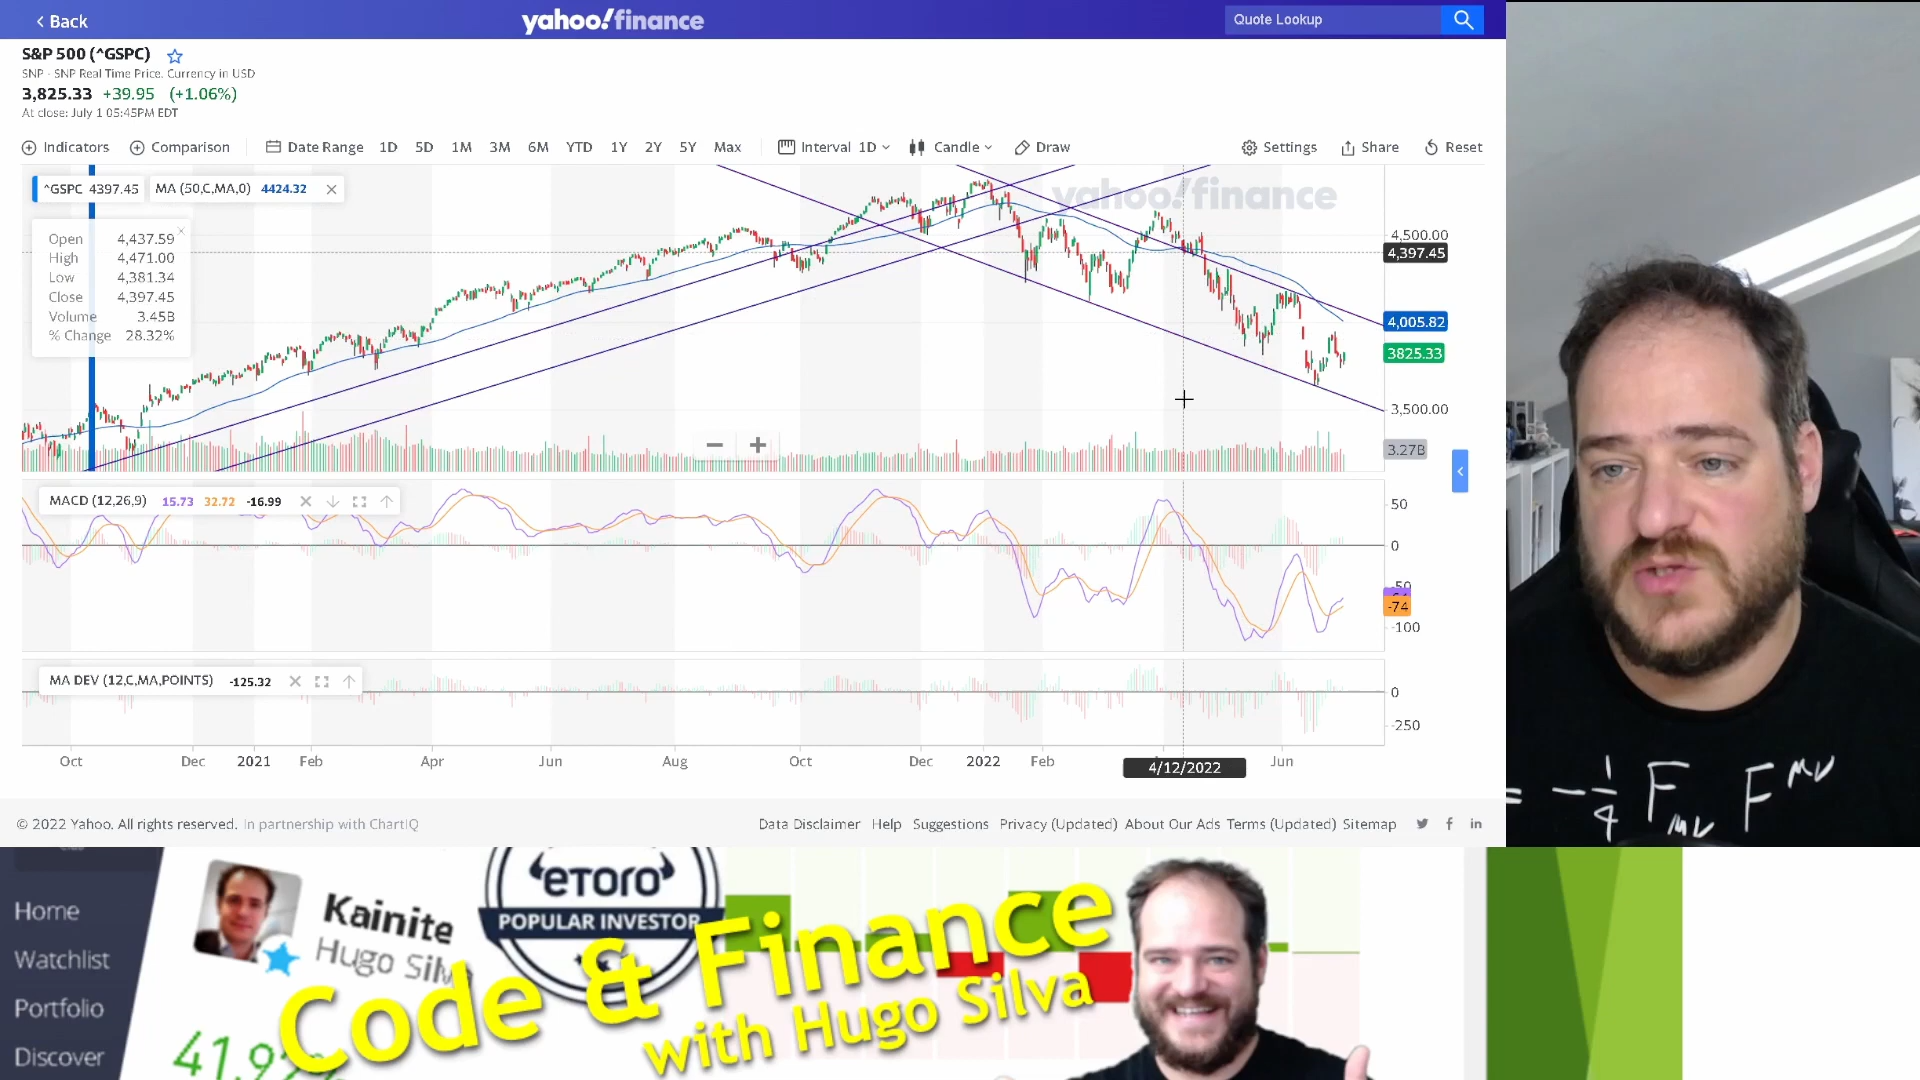 Back
yahoo!finance
Quote Lookup
S&P 500 (^GSPC)
SNP - SNP Real Time Price. Currency in USD
3,825.33 +39.95 (+1.06%)
At close: July 1 05:45PM EDT
Indicators Comparison Date Range 1D 5D 1M 3M 6M YTD 1Y 2Y 5Y Max Interval 1D Candle Draw Settings Share Reset
^GSPC 4397.45 MA (50,C,MA,0) 4424.32
yahoo!finance
Open 4,437.59
High 4,471.00
Low 4,381.34
Close 4,397.45
Volume 3.45B
% Change 28.32%
4,500.00
4,397.45
4,005.82
3825.33
3,500.00
3.27B
MACD (12,26,9) 15.73 32.72 -16.99
50
0
-74
-100
MA DEV (12,C,MA,POINTS) -125.32
0
-250
Oct Dec 2021 Feb Apr Jun Aug Oct Dec 2022 Feb 4/12/2022 Jun
© 2022 Yahoo. All rights reserved. In partnership with ChartIQ
Data Disclaimer Help Suggestions Privacy (Updated) About Our Ads Terms (Updated) Sitemap
= -1/4 Fμν F^μν
Home
Watchlist
Portfolio
Discover
Kainite
Hugo Silv
eToro
POPULAR INVESTOR
Code & Finance
with Hugo Silva